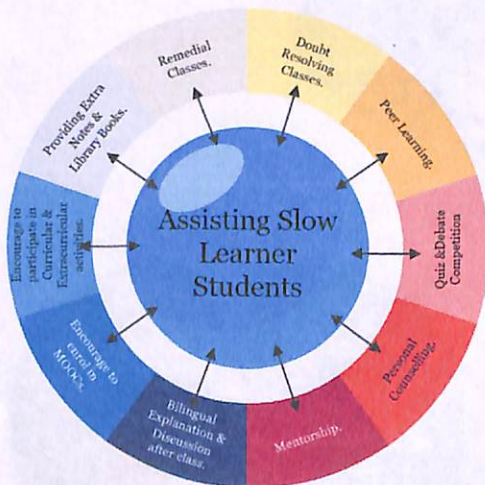 Assisting Slow
Learner
Students
Doubt
Resolving
Classes.
Peer Learning.
Quiz &Debate
Competition
Personal
Counselling.
Mentorship.
Bilingual
Explanation &
Discussion
after class.
Encourage to
enrol in
MOOCs.
Encourage to
participate in
Curricular &
Extracurricular
activities.
Providing Extra
Notes &
Library Books.
Remedial
Classes.